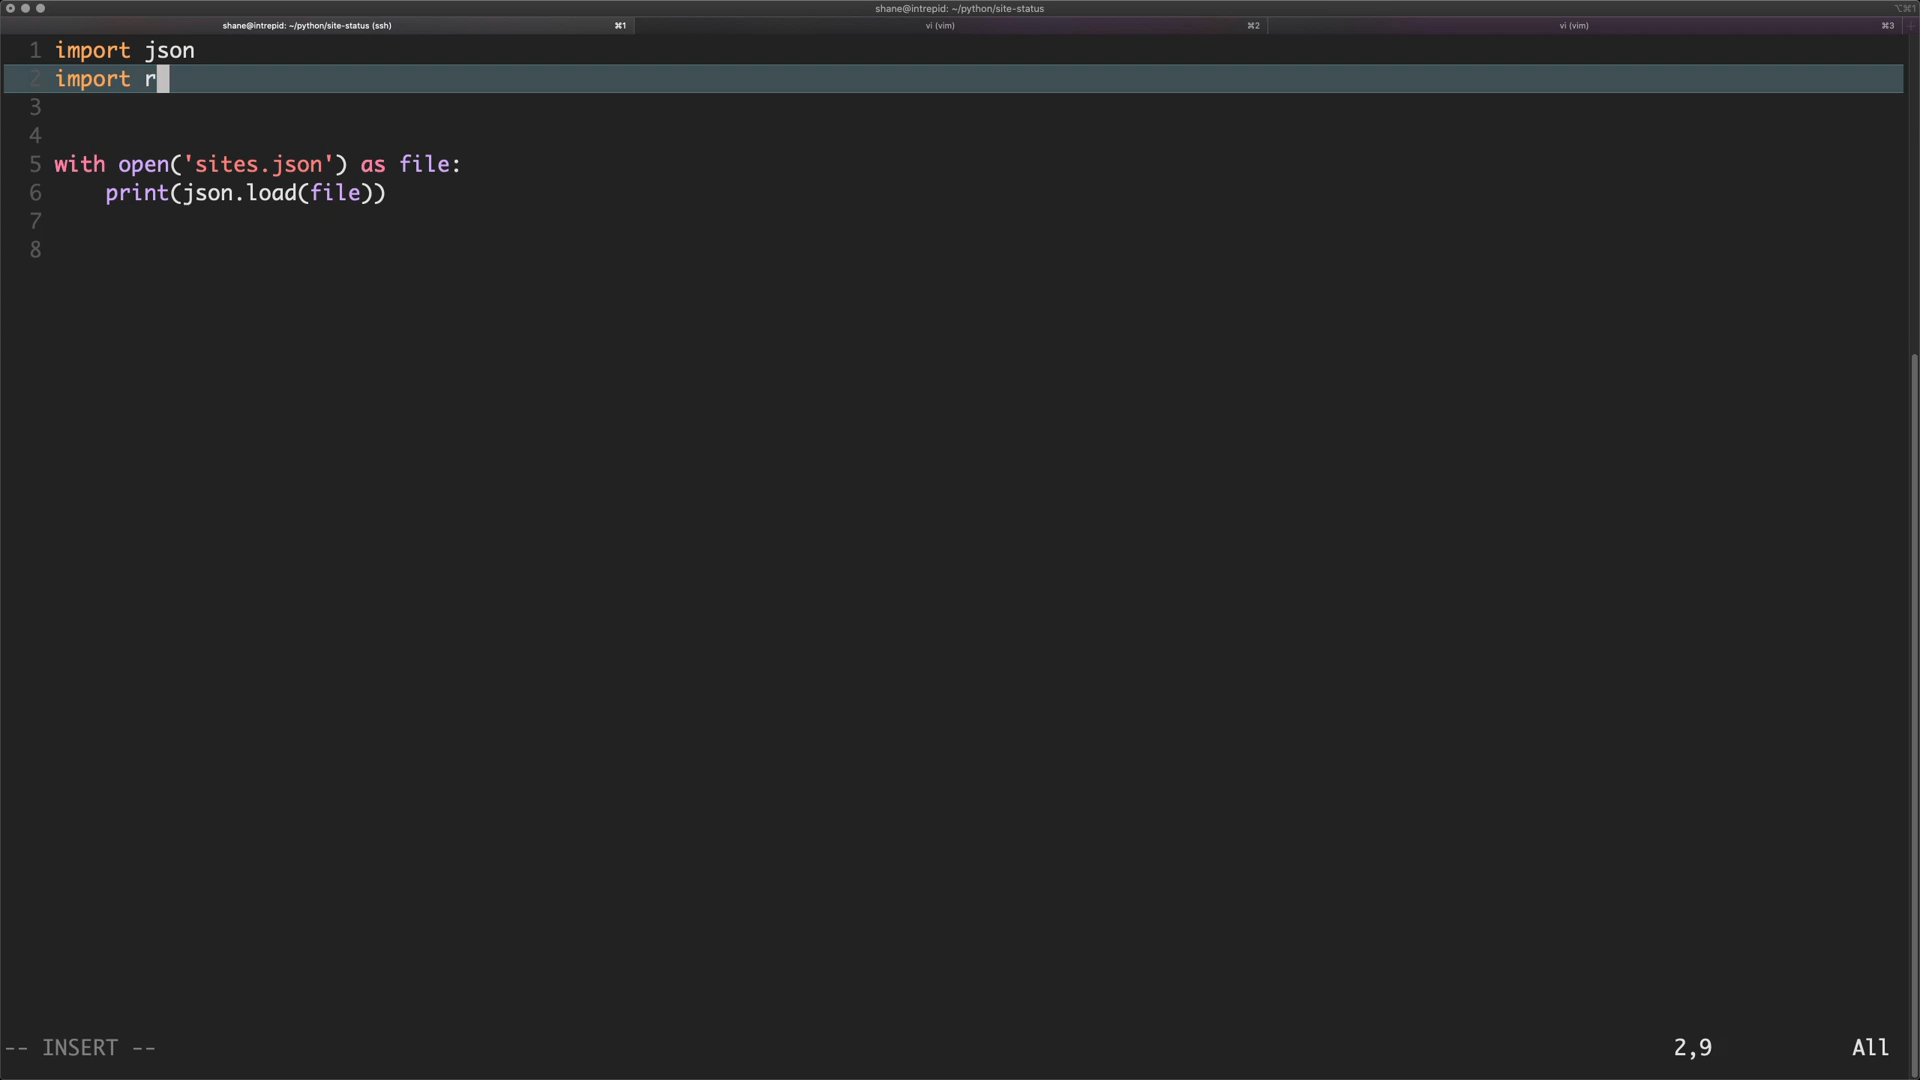 shane@intrepid: ~/python/site-status
⌥⌘1
shane@intrepid: ~/python/site-status (ssh) ⌘1 vi (vim) ⌘2 vi (vim) ⌘3
1 import json
2 import r
3
4
5 with open('sites.json') as file:
6     print(json.load(file))
7
8
-- INSERT -- 2,9 All